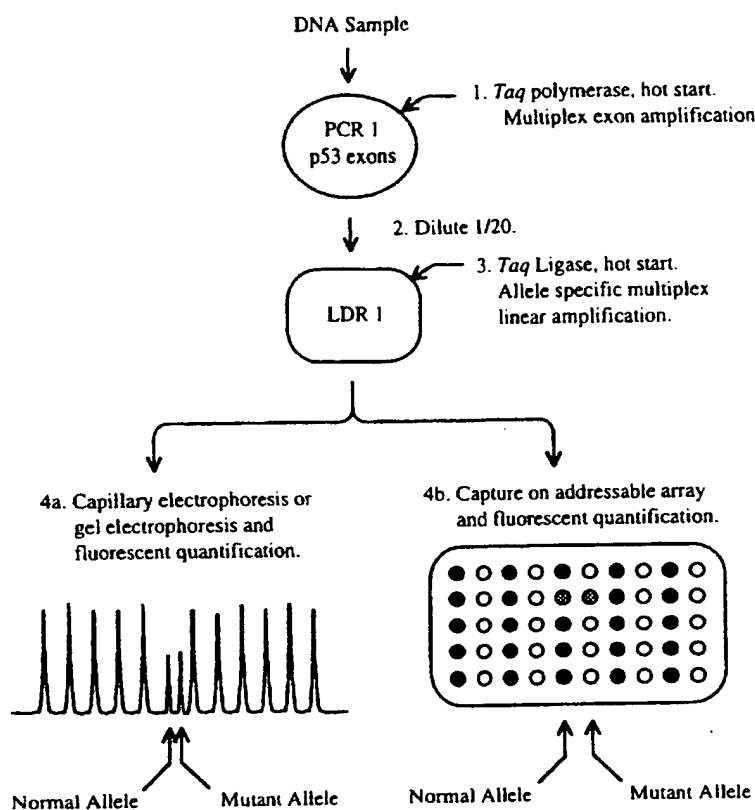 DNA Sample
1. Taq polymerase, hot start.
Multiplex exon amplification
PCR 1
p53 exons
2. Dilute 1/20.
3. Taq Ligase, hot start.
Allele specific multiplex
linear amplification.
LDR 1
4a. Capillary electrophoresis or
gel electrophoresis and
fluorescent quantification.
4b. Capture on addressable array
and fluorescent quantification.
Normal Allele
Mutant Allele
Normal Allele
Mutant Allele